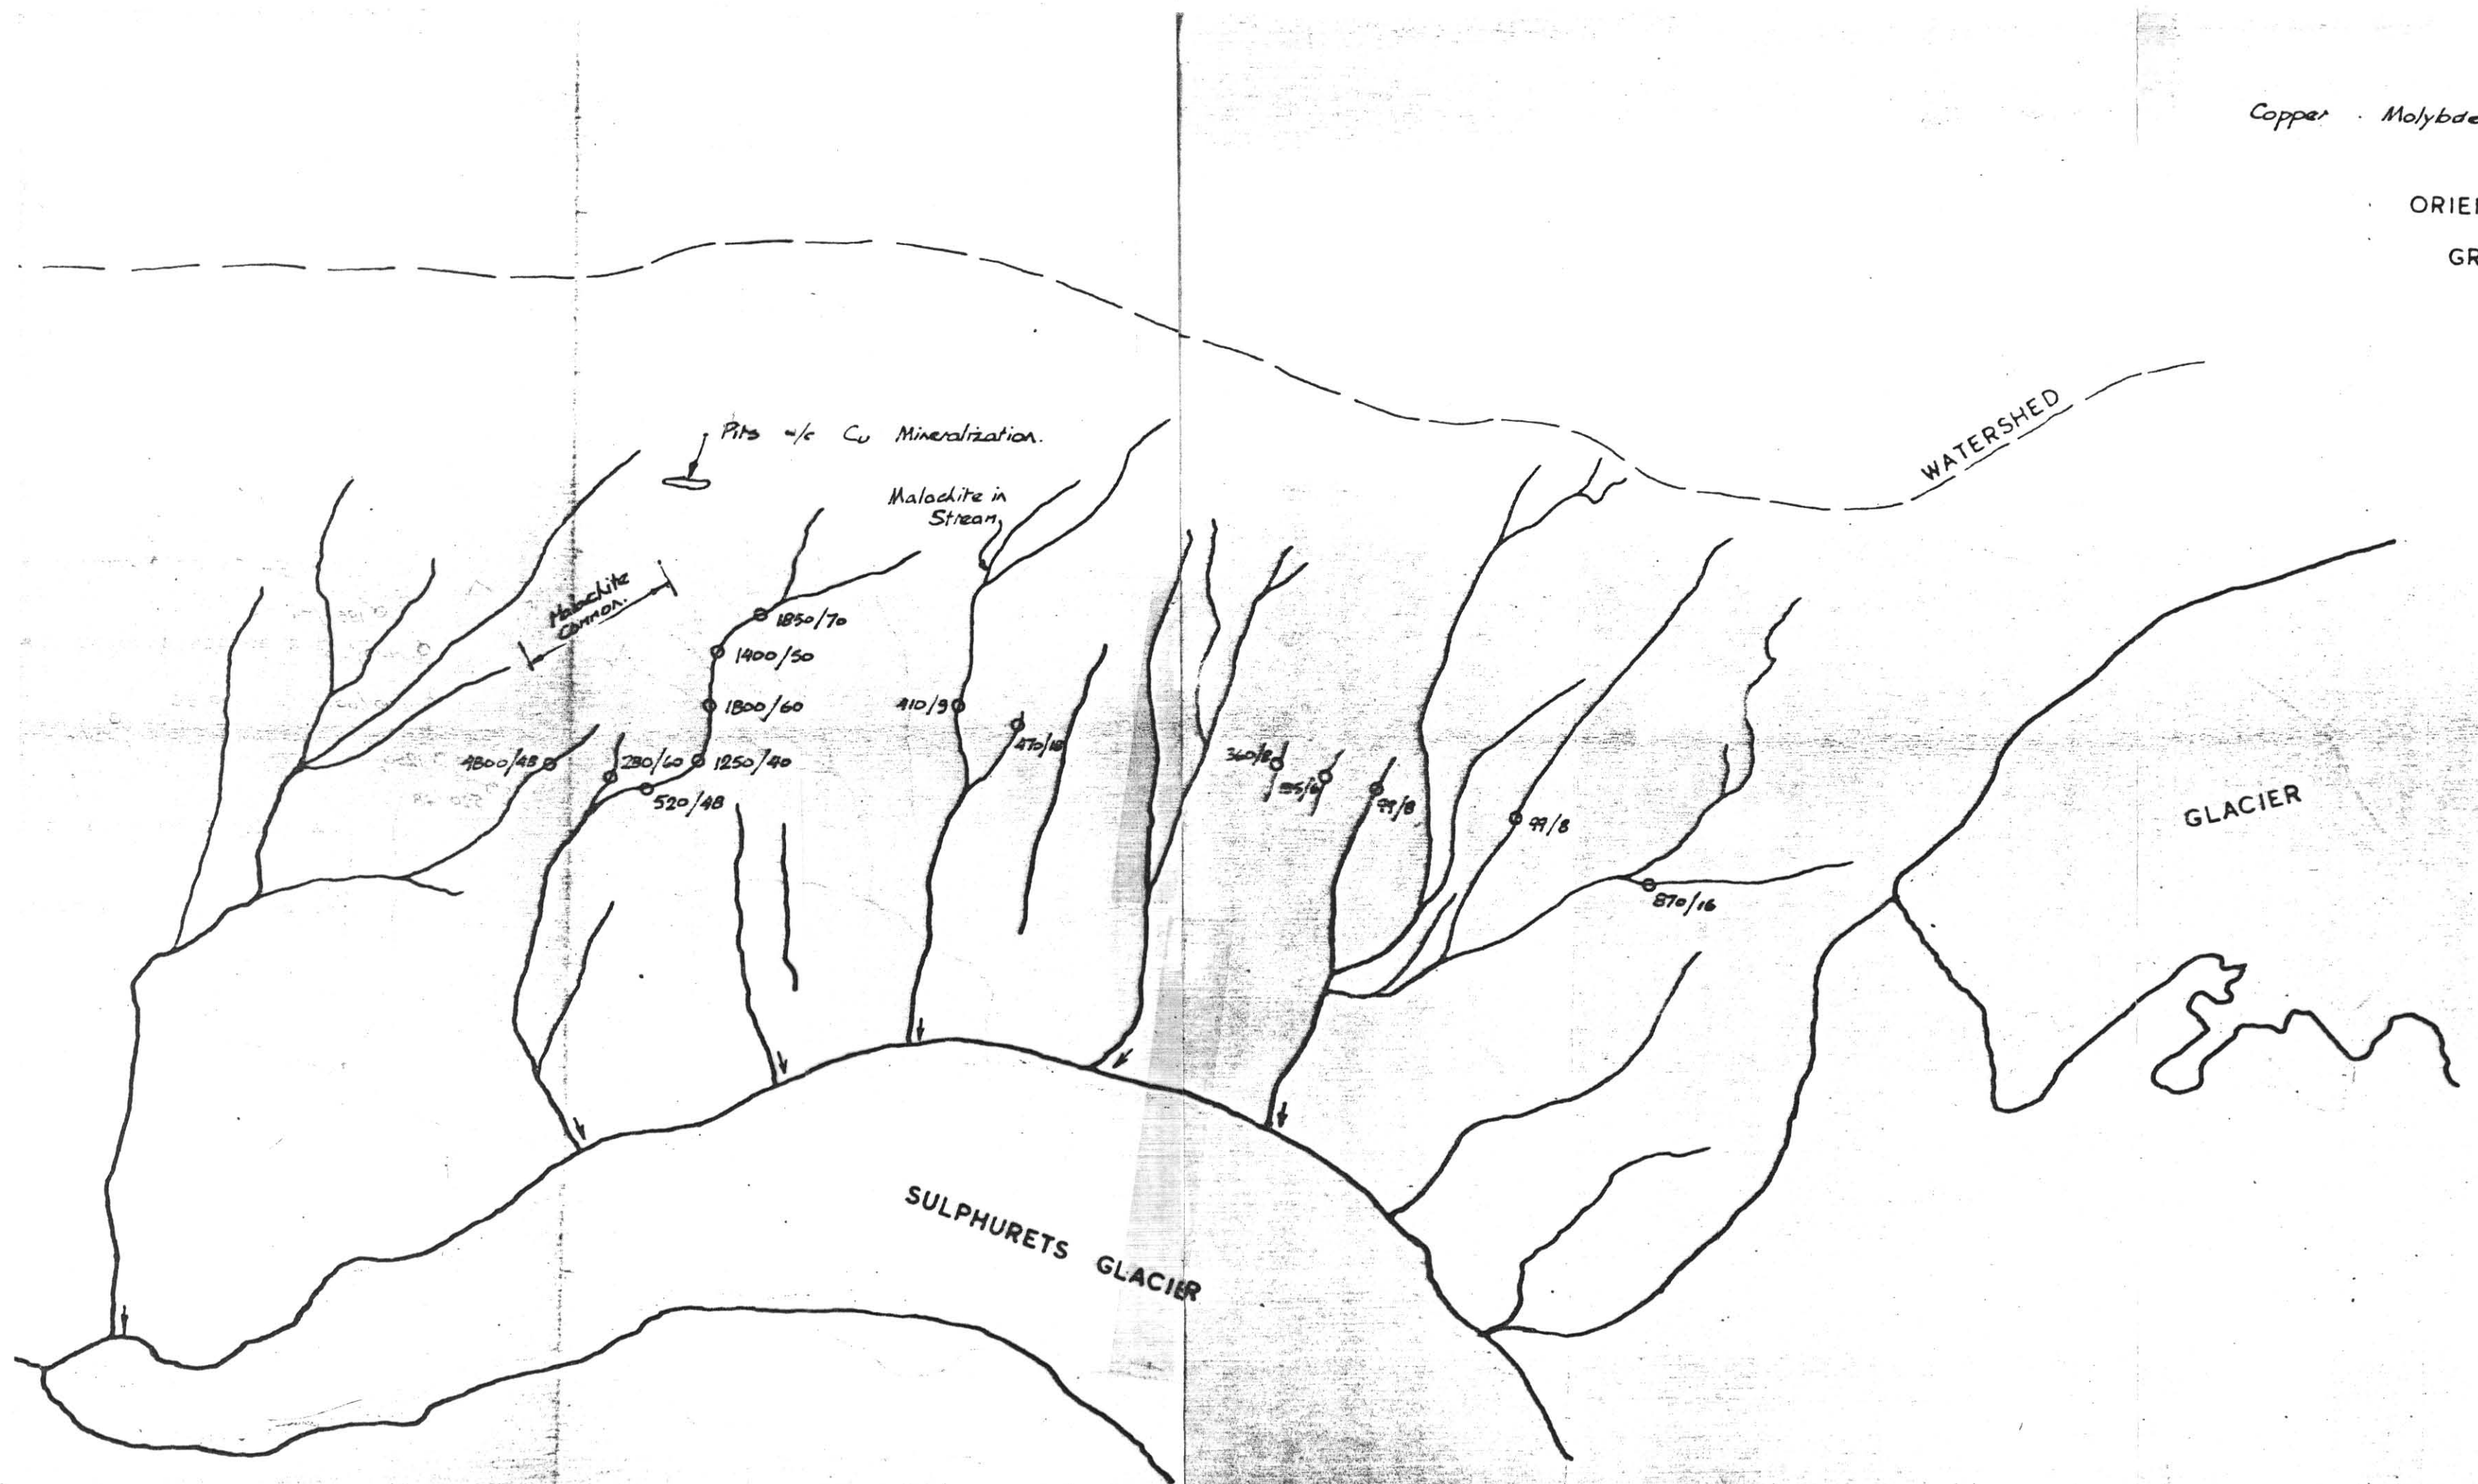 Copper . Molybde
ORIE
GR
WATERSHED
Pits w/c Cu Mineralization.
Malachite in
Stream
Malachite
Common.
1850/70
1400/50
1800/60
410/9
470/18
4800/48
280/60
1250/40
520/48
360/8
99/8
99/8
870/16
GLACIER
SULPHURETS GLACIER